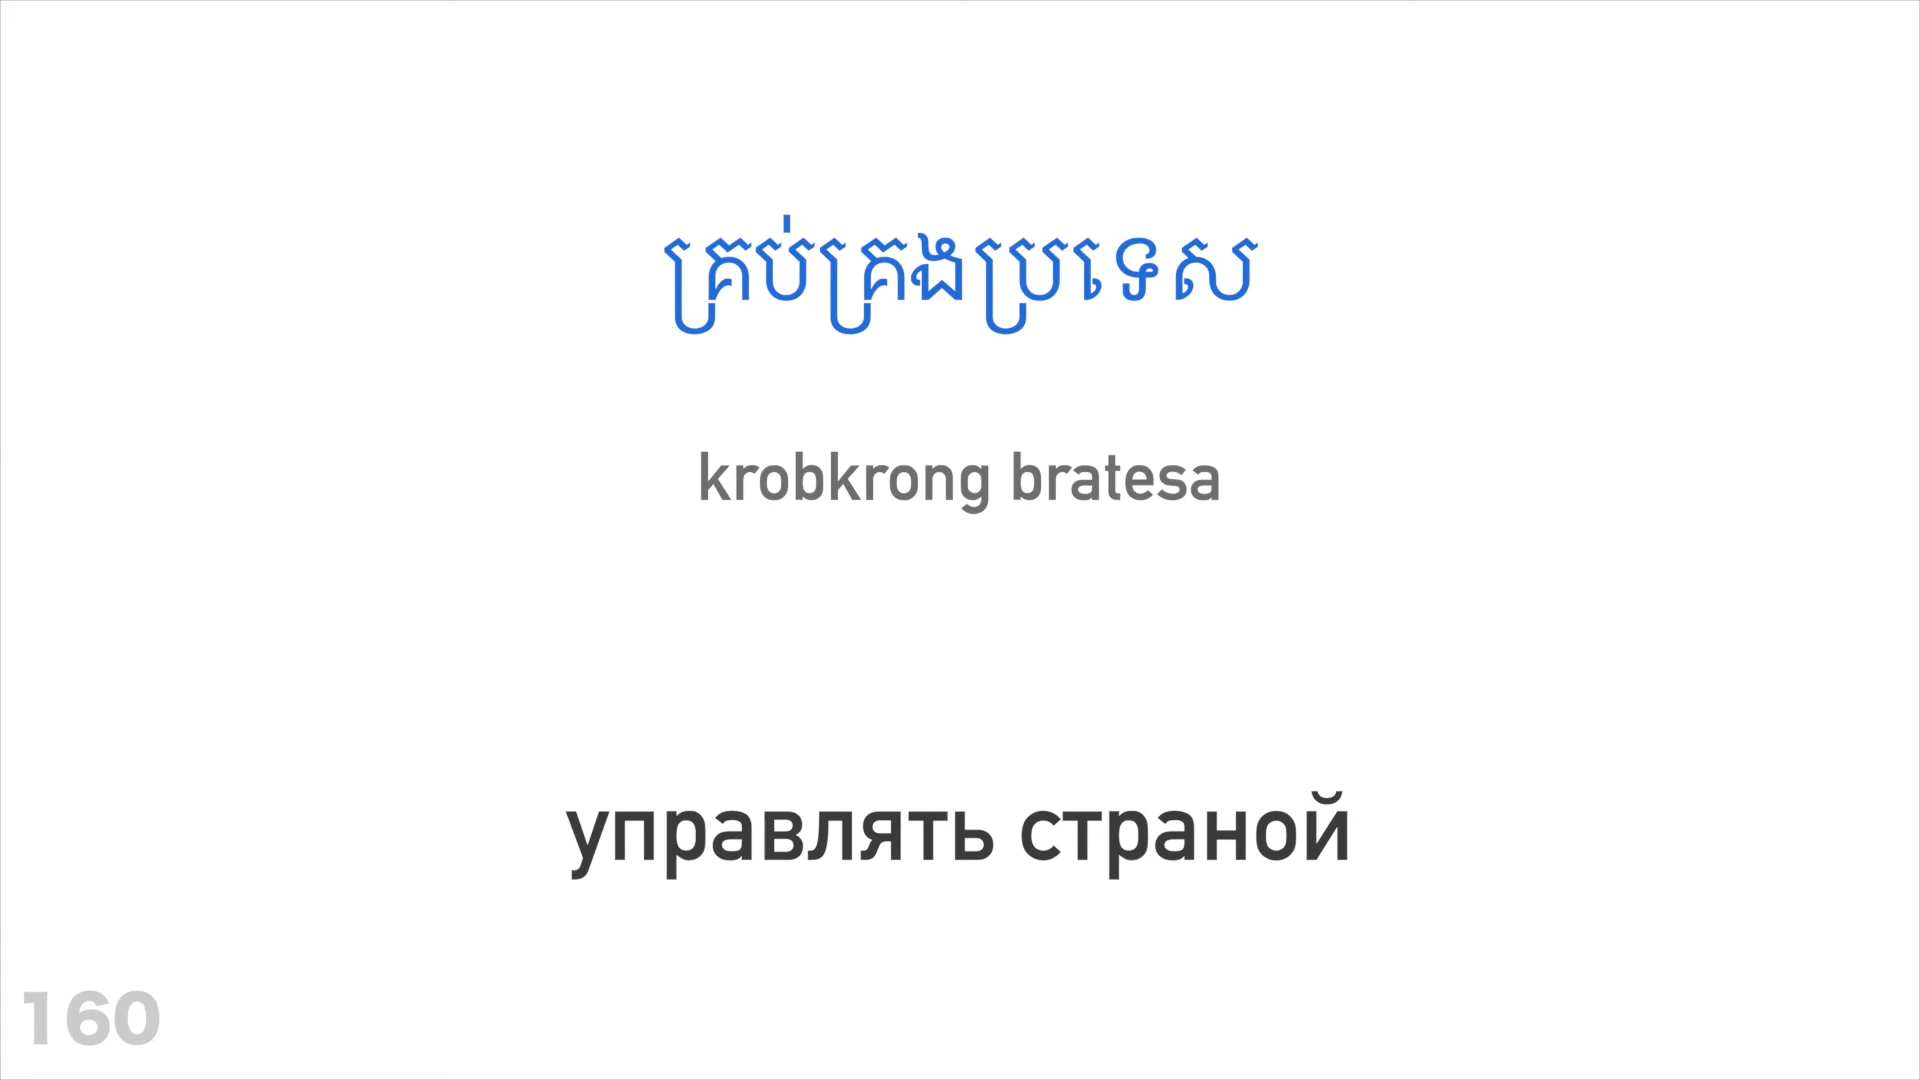 គ្រប់គ្រងប្រទេស
krobkrong bratesa
управлять страной
160